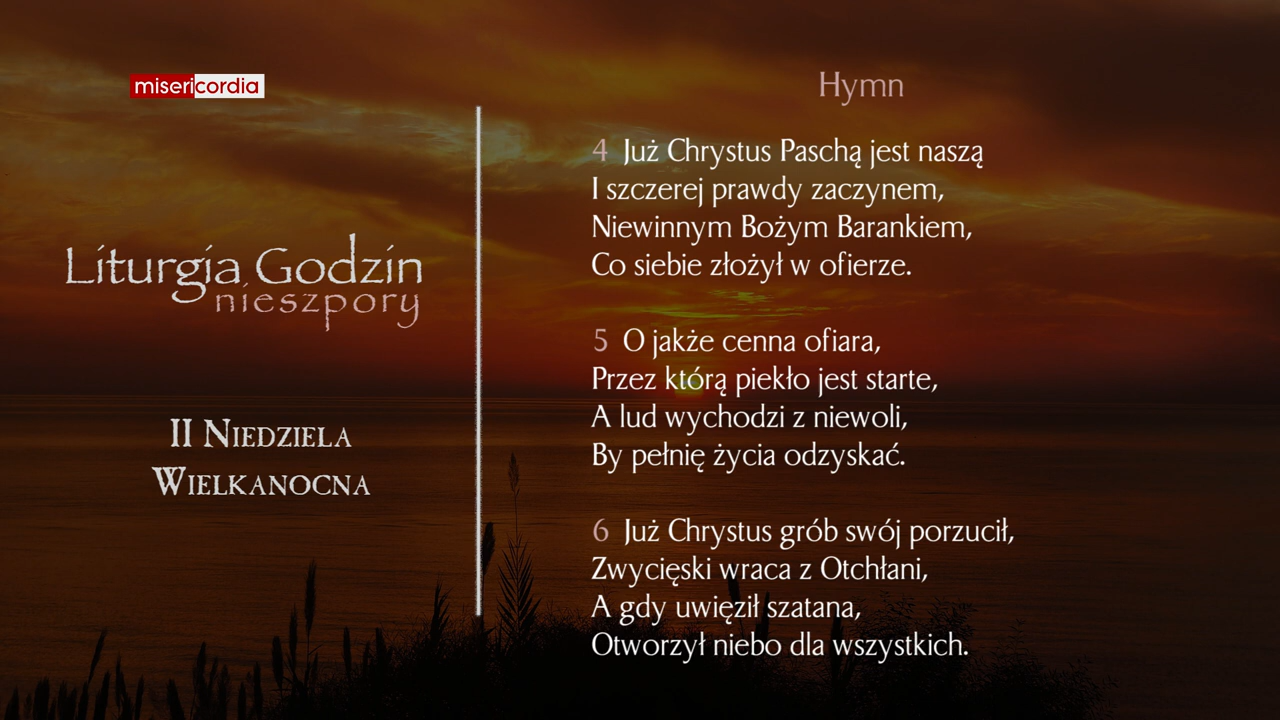 misericordia
Liturgia Godzin
nieszpory
II Niedziela
Wielkanocna
Hymn
4 Już Chrystus Paschą jest naszą
I szczerej prawdy zaczynem,
Niewinnym Bożym Barankiem,
Co siebie złożył w ofierze.
5 O jakże cenna ofiara,
Przez którą piekło jest starte,
A lud wychodzi z niewoli,
By pełnię życia odzyskać.
6 Już Chrystus grób swój porzucił,
Zwycięski wraca z Otchłani,
A gdy uwięził szatana,
Otworzył niebo dla wszystkich.